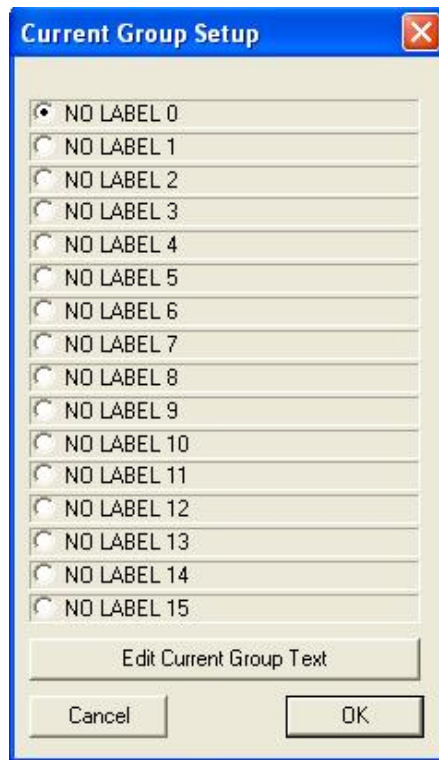 Current Group Setup
NO LABEL 0
NO LABEL 1
NO LABEL 2
NO LABEL 3
NO LABEL 4
NO LABEL 5
NO LABEL 6
NO LABEL 7
NO LABEL 8
NO LABEL 9
NO LABEL 10
NO LABEL 11
NO LABEL 12
NO LABEL 13
NO LABEL 14
NO LABEL 15
Edit Current Group Text
Cancel OK